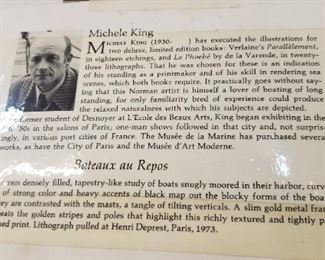 Michele King
MICHELE KING (1930- ) has executed the illustrations for
two deluxe, limited edition books: Verlaine's Parallèlement,
in eighteen etchings, and La Phoebé by de la Varende, in twenty-
three lithographs. That he was chosen for these is an indication
of his standing as a printmaker and of his skill in rendering sea
scenes, which both books require. It practically goes without say-
ing that this Norman artist is himself a lover of boating of long
standing, for only familiarity bred of experience could produce
the relaxed naturalness with which his subjects are depicted.
former student of Desnoyer at L'Ecole des Beaux Arts, King began exhibiting in the
'50s in the salons of Paris; one-man shows followed in that city and, not surpris-
ingly, in various port cities of France. The Musée de la Marine has purchased several
works, as have the City of Paris and the Musée d'Art Moderne.
Bateaux au Repos
densely filled, tapestry-like study of boats snugly moored in their harbor, curv
of strong color and heavy accents of black map out the blocky forms of the boat
they are contrasted with the masts, a tangle of tilting verticals. A slim gold metal fram
eats the golden stripes and poles that highlight this richly textured and tightly p
ned print. Lithograph pulled at Henri Deprest, Paris, 1973.